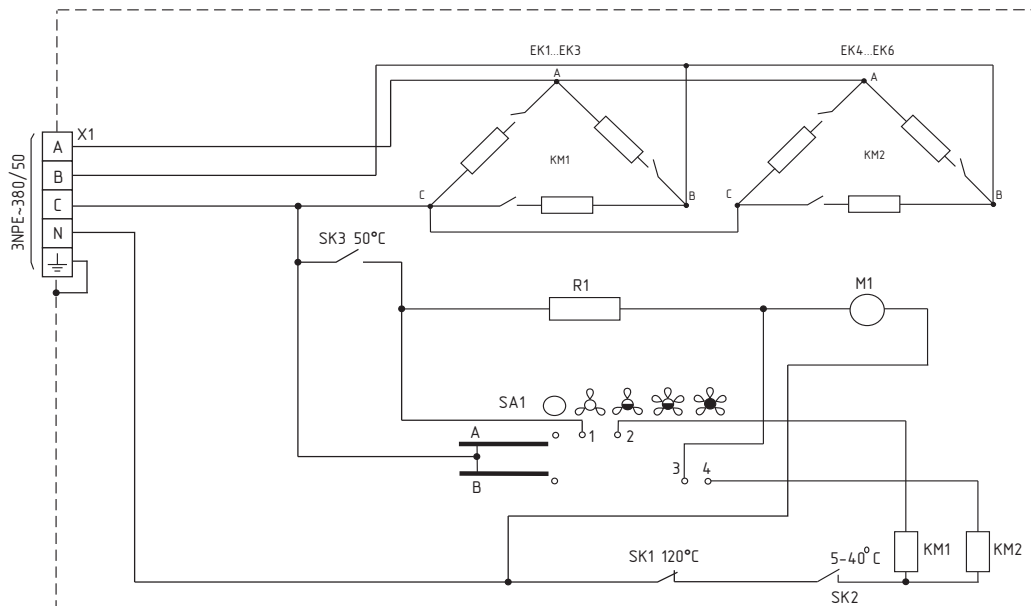 EK1...EK3
EK4...EK6
A
A
X1
A
B
C
N
3NPE~380/50
KM1
KM2
C
B
C
B
SK3 50°C
R1
M1
SA1
A
1
2
B
3
4
SK1 120°C
5-40°C
SK2
KM1
KM2